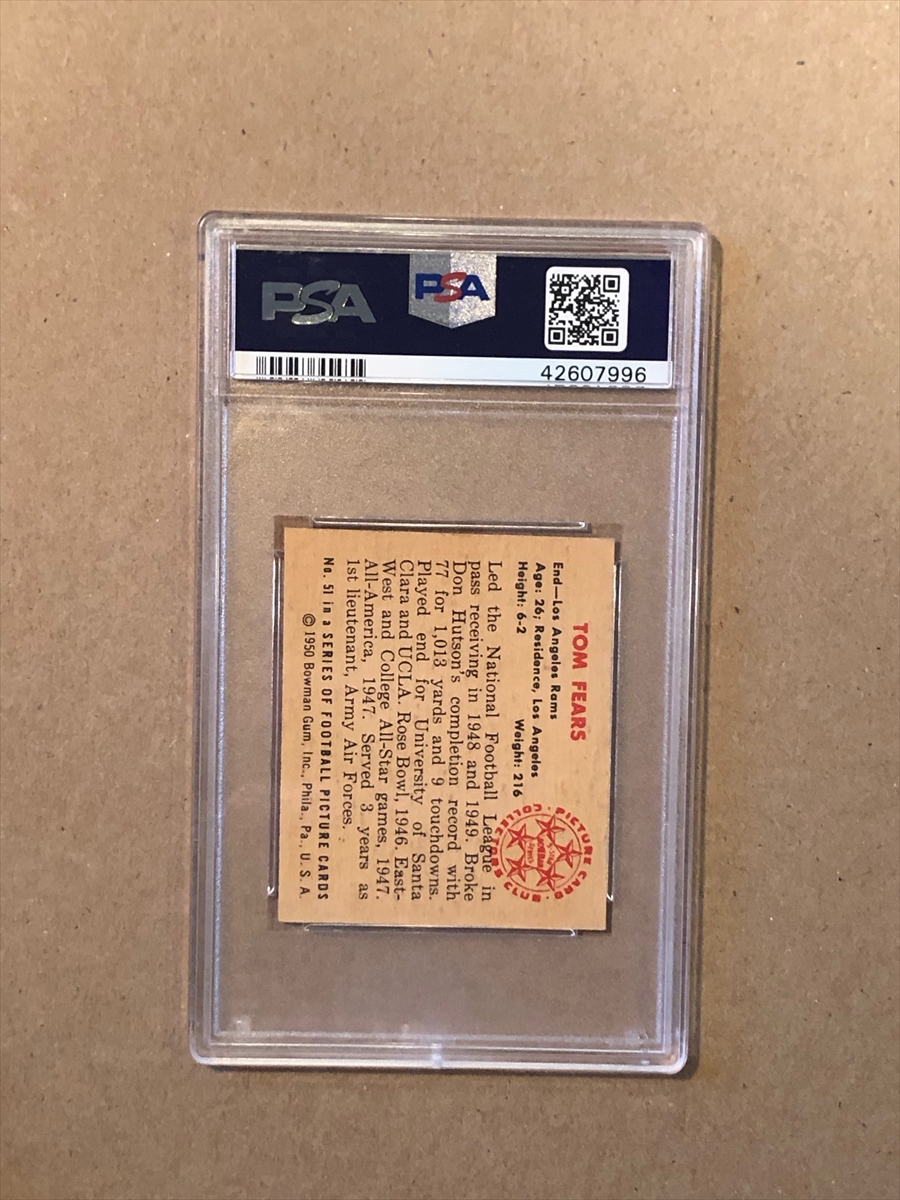 PSA
PSA
42607996
TOM FEARS
End—Los Angeles Rams
Age: 26; Residence, Los Angeles
Height: 6-2 Weight: 216
PICTURE CARD
COLLECTORS CLUB
Led the National Football League in
pass receiving in 1948 and 1949. Broke
Don Hutson's completion record with
77 for 1,013 yards and 9 touchdowns.
Played end for University of Santa
Clara and UCLA. Rose Bowl, 1946. East-
West and College All-Star games, 1947.
All-America, 1947. Served 3 years as
1st lieutenant, Army Air Forces.
No. 51 in a SERIES OF FOOTBALL PICTURE CARDS
© 1950 Bowman Gum, Inc., Phila., Pa., U. S. A.